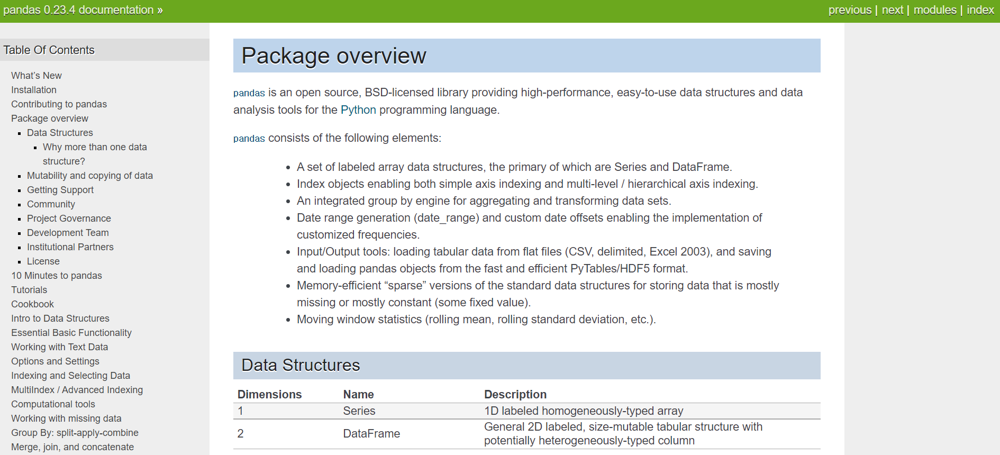 pandas 0.23.4 documentation »
previous | next | modules | index
Table Of Contents
What’s New
Installation
Contributing to pandas
Package overview
Data Structures
Why more than one data
structure?
Mutability and copying of data
Getting Support
Community
Project Governance
Development Team
Institutional Partners
License
10 Minutes to pandas
Tutorials
Cookbook
Intro to Data Structures
Essential Basic Functionality
Working with Text Data
Options and Settings
Indexing and Selecting Data
MultiIndex / Advanced Indexing
Computational tools
Working with missing data
Group By: split-apply-combine
Merge, join, and concatenate
Package overview
pandas is an open source, BSD-licensed library providing high-performance, easy-to-use data structures and data
analysis tools for the Python programming language.
pandas consists of the following elements:
• A set of labeled array data structures, the primary of which are Series and DataFrame.
• Index objects enabling both simple axis indexing and multi-level / hierarchical axis indexing.
• An integrated group by engine for aggregating and transforming data sets.
• Date range generation (date_range) and custom date offsets enabling the implementation of
customized frequencies.
• Input/Output tools: loading tabular data from flat files (CSV, delimited, Excel 2003), and saving
and loading pandas objects from the fast and efficient PyTables/HDF5 format.
• Memory-efficient “sparse” versions of the standard data structures for storing data that is mostly
missing or mostly constant (some fixed value).
• Moving window statistics (rolling mean, rolling standard deviation, etc.).
Data Structures
Dimensions Name Description
1 Series 1D labeled homogeneously-typed array
2 DataFrame General 2D labeled, size-mutable tabular structure with
potentially heterogeneously-typed column